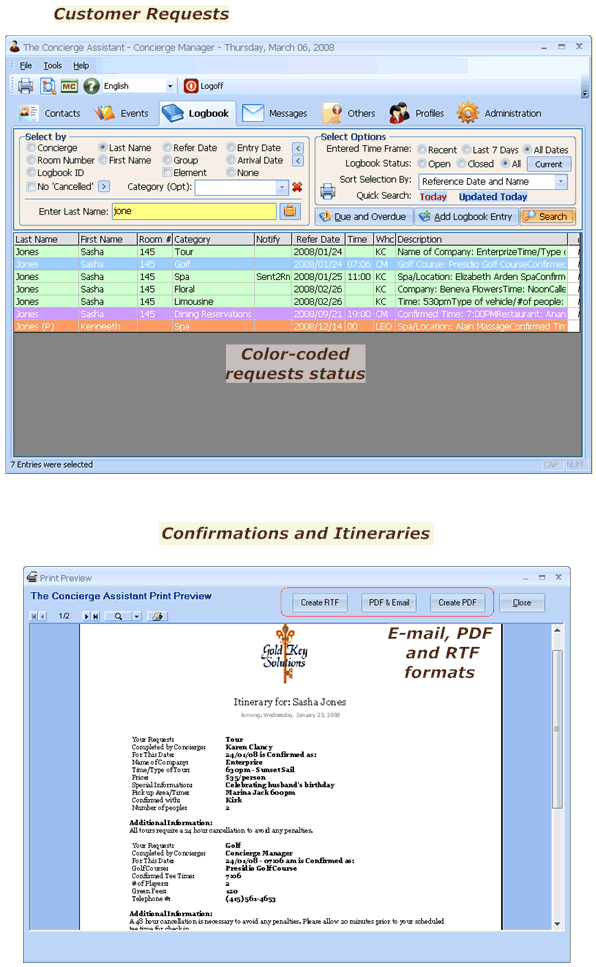 Customer Requests
The Concierge Assistant - Concierge Manager - Thursday, March 06, 2008
File Tools Help
MC ? English Logoff
Contacts Events Logbook Messages Others Profiles Administration
Select by
Concierge Last Name Refer Date Entry Date <
Room Number First Name Group Arrival Date <
Logbook ID Element None
No 'Cancelled' > Category (Opt):
Enter Last Name: jone
Select Options
Entered Time Frame: Recent Last 7 Days All Dates
Logbook Status: Open Closed All Current
Sort Selection By: Reference Date and Name
Quick Search: Today Updated Today
Due and Overdue Add Logbook Entry Search
Last Name First Name Room # Category Notify Refer Date Time Whc Description
Jones Sasha 145 Tour 2008/01/24 KC Name of Company: EnterprizeTime/Type c
Jones Sasha 145 Golf 2008/01/24 07:06 CM Golf Course: Presidio Golf CourseConfirmed
Jones Sasha 145 Spa Sent2Rn 2008/01/25 11:00 KC Spa/Location: Elizabeth Arden SpaConfirm
Jones Sasha 145 Floral 2008/02/26 KC Company: Beneva FlowersTime: NoonCalle
Jones Sasha 145 Limousine 2008/02/26 KC Time: 530pmType of vehicle/#of people:
Jones Sasha 145 Dining Reservations 2008/09/21 19:00 CM Confirmed Time: 7:00PMRestaurant: Anan
Jones (P) Kenneeth Spa 2008/12/14 00 LEO Spa/Location: Alain MassageConfirmed Tim
Color-coded
requests status
7 Entries were selected CAP NUM
Confirmations and Itineraries
Print Preview
The Concierge Assistant Print Preview
Create RTF PDF & Email Create PDF Close
1/2
E-mail, PDF
and RTF
formats
Gold Key
Solutions
Itinerary for: Sasha Jones
Arriving: Wednesday, January 23, 2008
Your Requests: Tour
Completed by Concierge: Karen Clancy
For This Date: 24/01/08 is Confirmed as:
Name of Company: Enterprize
Time/Type of Tour: 630pm - Sunset Sail
Price: $35/person
Special Information: Celebrating husband's birthday
Pick up Area/Time: Marina Jack 600pm
Confirmed with: Kirk
Number of people: 2
Additional Information:
All tours require a 24 hour cancellation to avoid any penalties.
Your Requests: Golf
Completed by Concierge: Concierge Manager
For This Date: 24/01/08 - 07:06 am is Confirmed as:
Golf Course: Presidio Golf Course
Confirmed Tee Time: 7:06
# of Players: 2
Green Fees: 120
Telephone #: (415) 561-4653
Additional Information:
A 48 hour cancellation is necessary to avoid any penalties. Please allow 20 minutes prior to your scheduled
tee time for check in